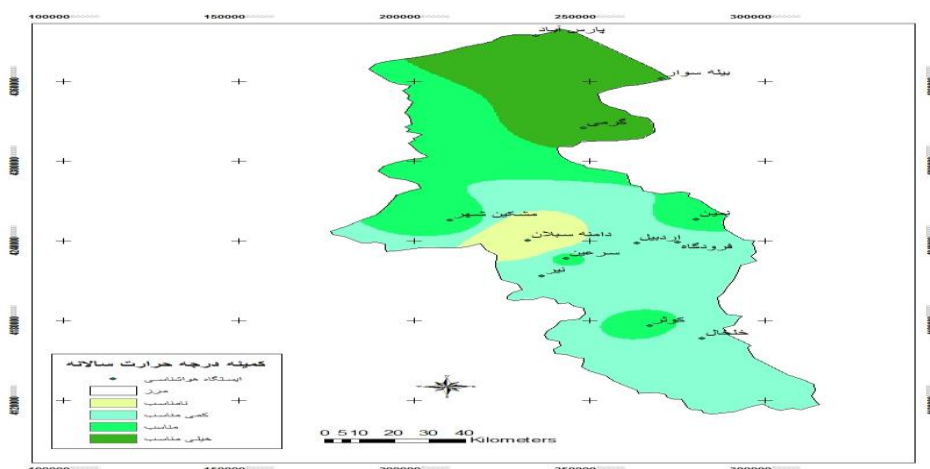 100000 150000 200000 250000 300000
پارس آباد
بیله سوار
گرمی
مشکین شهر
نمین
دامنه سبلان
اردبیل
فرودگاه
سرعین
نیر
کوثر
خلخال
کمینه درجه حرارت سالانه
ایستگاه هواشناسی
مرز
نامناسب
کمی مناسب
مناسب
خیلی مناسب
0 5 10 20 30 40
Kilometers